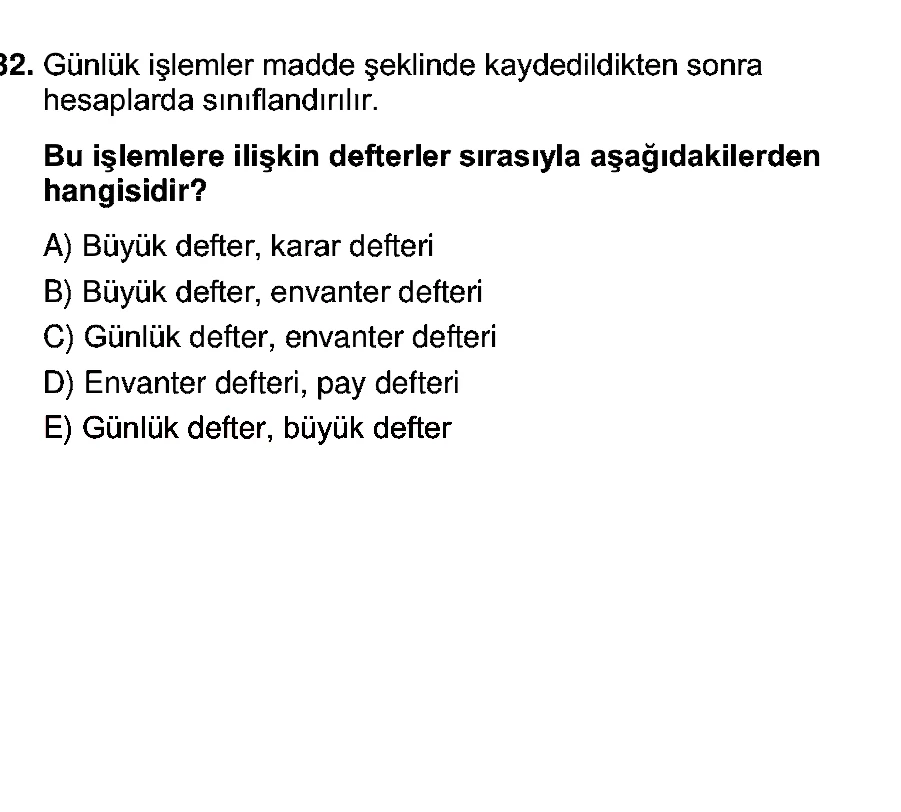 32. Günlük işlemler madde şeklinde kaydedildikten sonra
hesaplarda sınıflandırılır.
Bu işlemlere ilişkin defterler sırasıyla aşağıdakilerden
hangisidir?
A) Büyük defter, karar defteri
B) Büyük defter, envanter defteri
C) Günlük defter, envanter defteri
D) Envanter defteri, pay defteri
E) Günlük defter, büyük defter